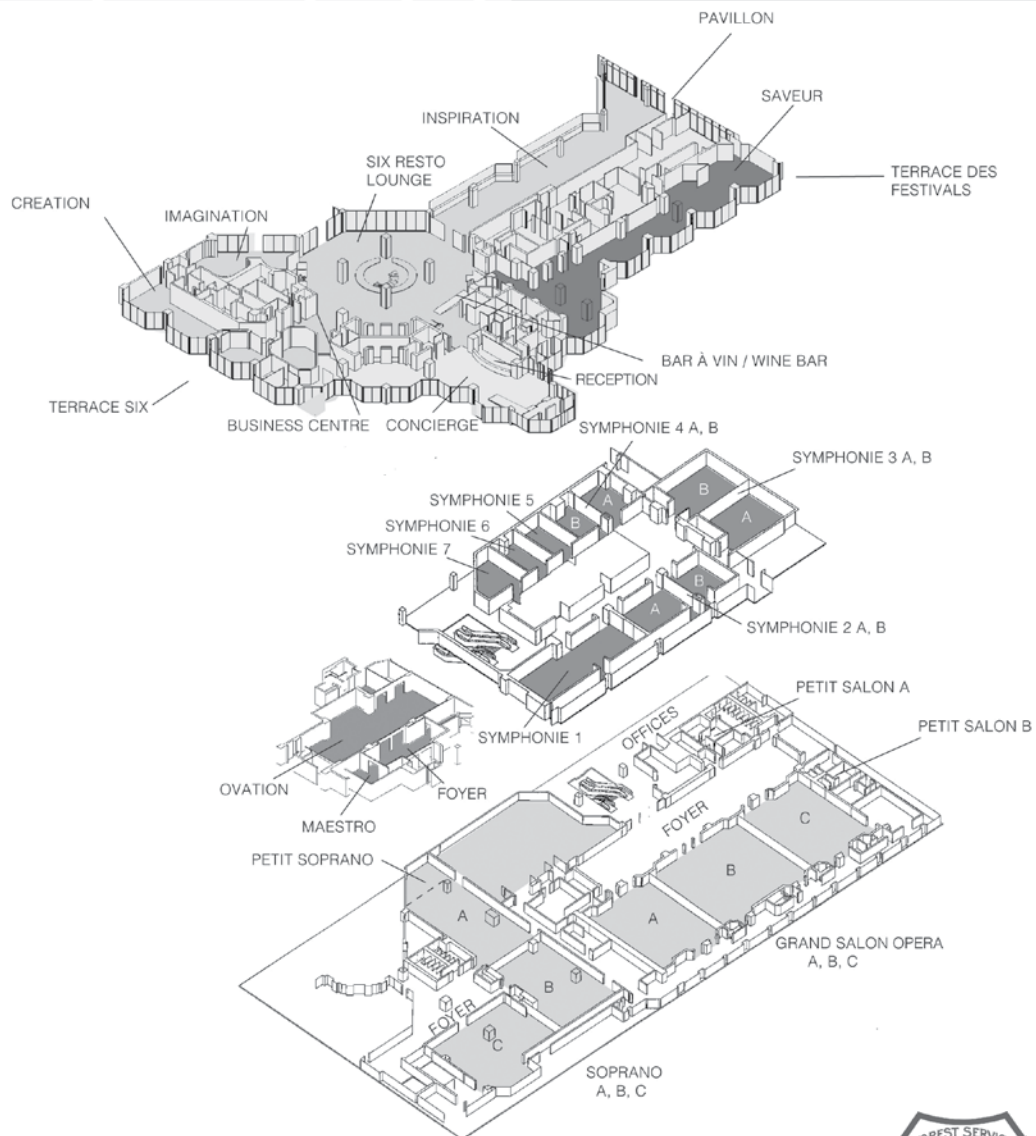 PAVILLON
SAVEUR
INSPIRATION
SIX RESTO
LOUNGE
TERRACE DES
FESTIVALS
CREATION
IMAGINATION
BAR À VIN / WINE BAR
RECEPTION
TERRACE SIX
BUSINESS CENTRE
CONCIERGE
SYMPHONIE 4 A, B
SYMPHONIE 3 A, B
SYMPHONIE 5
SYMPHONIE 6
SYMPHONIE 7
A
B
B
A
B
A
SYMPHONIE 2 A, B
SYMPHONIE 1
PETIT SALON A
OFFICES
PETIT SALON B
OVATION
FOYER
MAESTRO
FOYER
C
PETIT SOPRANO
B
A
A
GRAND SALON OPERA
A, B, C
B
FOYER
C
SOPRANO
A, B, C
FOREST SERVIC